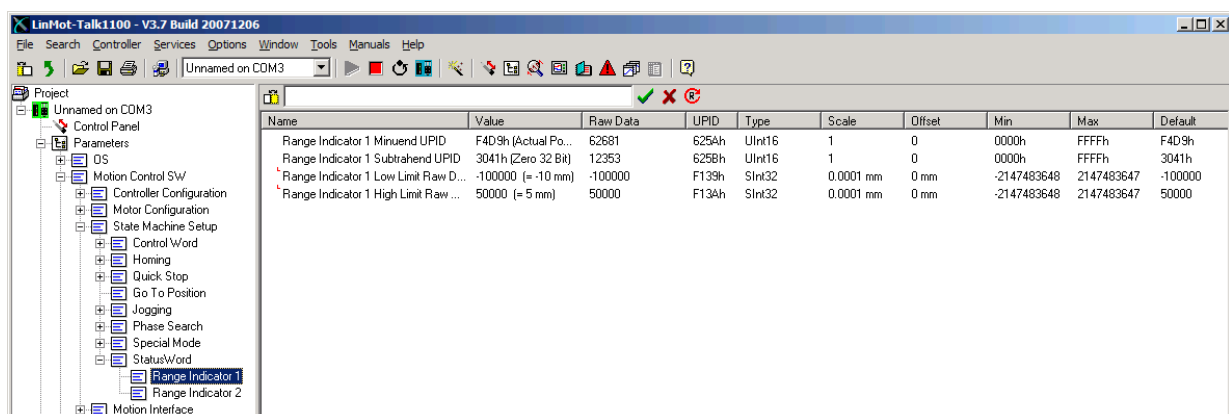 LinMot-Talk1100 - V3.7 Build 20071206
File Search Controller Services Options Window Tools Manuals Help
Unnamed on COM3
Project
Unnamed on COM3
Control Panel
Parameters
OS
Motion Control SW
Controller Configuration
Motor Configuration
State Machine Setup
Control Word
Homing
Quick Stop
Go To Position
Jogging
Phase Search
Special Mode
StatusWord
Range Indicator 1
Range Indicator 2
Motion Interface
Name Value Raw Data UPID Type Scale Offset Min Max Default
Range Indicator 1 Minuend UPID F4D9h (Actual Po... 62681 625Ah UInt16 1 0 0000h FFFFh F4D9h
Range Indicator 1 Subtrahend UPID 3041h (Zero 32 Bit) 12353 625Bh UInt16 1 0 0000h FFFFh 3041h
Range Indicator 1 Low Limit Raw D... -100000 (= -10 mm) -100000 F139h SInt32 0.0001 mm 0 mm -2147483648 2147483647 -100000
Range Indicator 1 High Limit Raw ... 50000 (= 5 mm) 50000 F13Ah SInt32 0.0001 mm 0 mm -2147483648 2147483647 50000